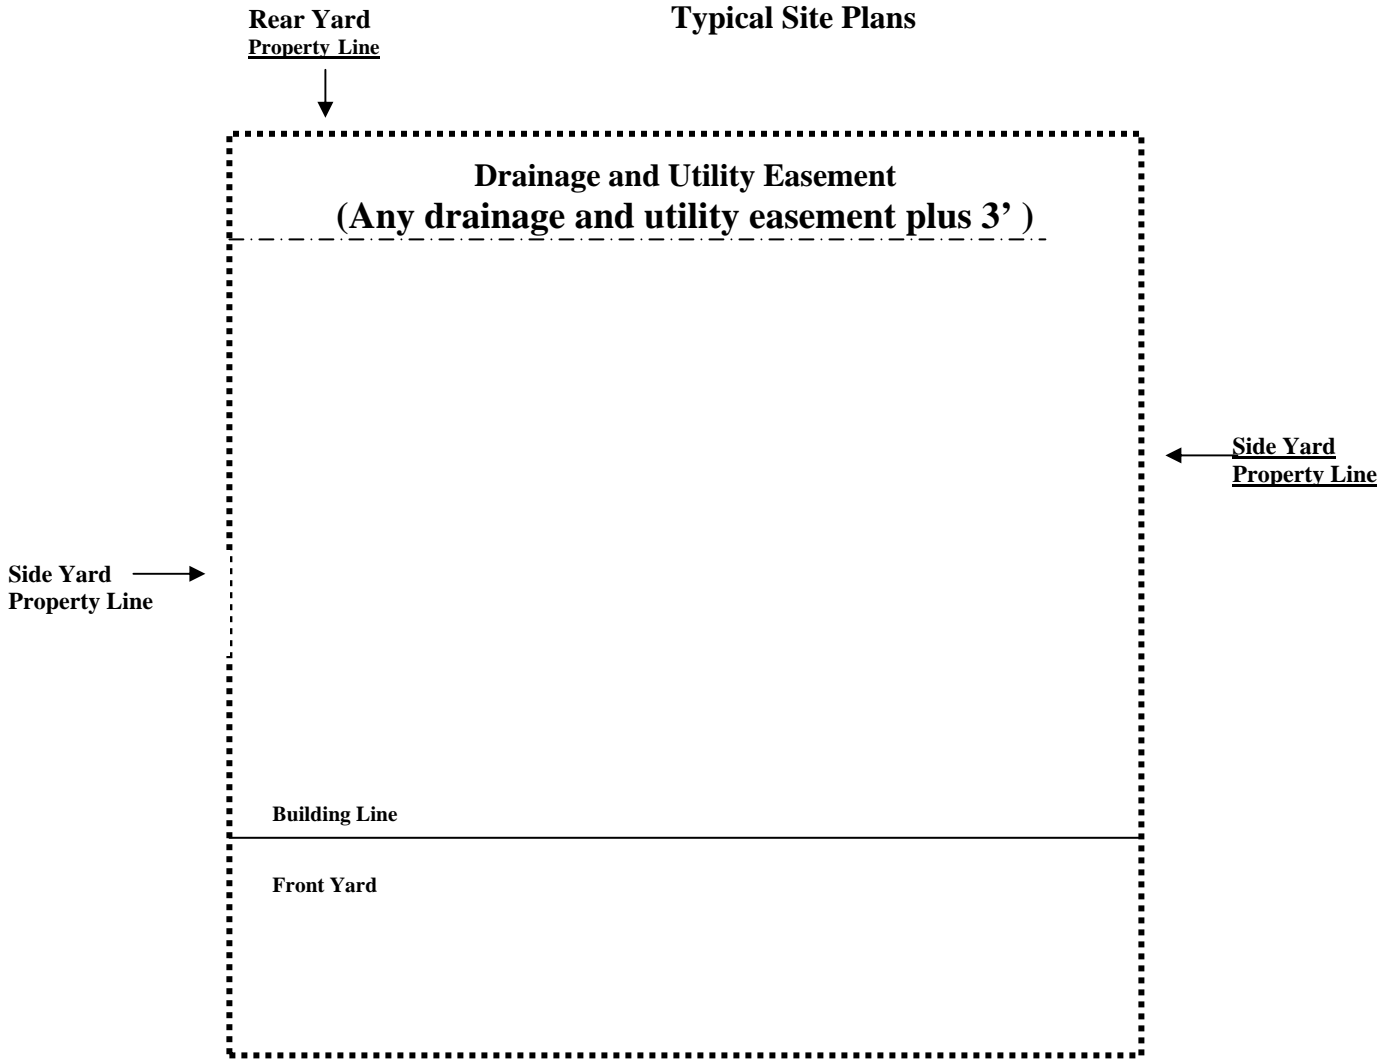 Typical Site Plans
Rear Yard
Property Line
Drainage and Utility Easement
(Any drainage and utility easement plus 3’ )
Side Yard
Property Line
Side Yard
Property Line
Building Line
Front Yard